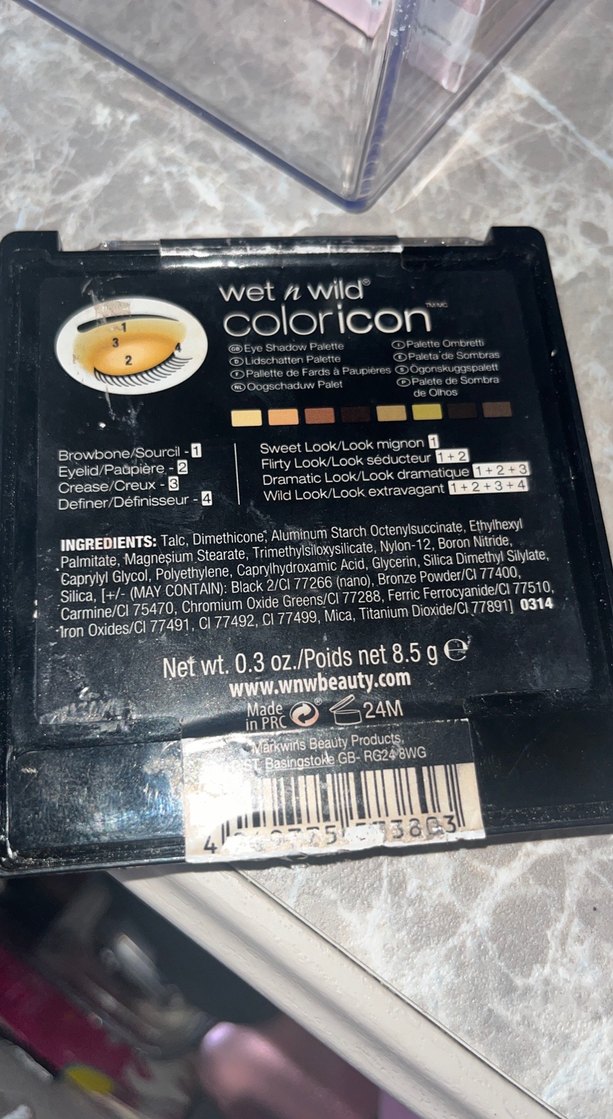 wet n wild®
coloricon™/MC
GB Eye Shadow Palette
D Lidschatten Palette
F Pallette de Fards à Paupières
NL Oogschaduw Palet
I Palette Ombretti
E Paleta de Sombras
S Ögonskuggspalett
P Palete de Sombra
de Olhos
1
3
2
4
Browbone/Sourcil - 1
Eyelid/Paupière - 2
Crease/Creux - 3
Definer/Définisseur - 4
Sweet Look/Look mignon 1
Flirty Look/Look séducteur 1+2
Dramatic Look/Look dramatique 1+2+3
Wild Look/Look extravagant 1+2+3+4
INGREDIENTS: Talc, Dimethicone, Aluminum Starch Octenylsuccinate, Ethylhexyl
Palmitate, Magnesium Stearate, Trimethylsiloxysilicate, Nylon-12, Boron Nitride,
Caprylyl Glycol, Polyethylene, Caprylhydroxamic Acid, Glycerin, Silica Dimethyl Silylate,
Silica, [+/- (MAY CONTAIN): Black 2/CI 77266 (nano), Bronze Powder/CI 77400,
Carmine/CI 75470, Chromium Oxide Greens/CI 77288, Ferric Ferrocyanide/CI 77510,
Iron Oxides/CI 77491, CI 77492, CI 77499, Mica, Titanium Dioxide/CI 77891] 0314
Net wt. 0.3 oz./Poids net 8.5 g e
www.wnwbeauty.com
Made
in PRC
24M
Markwins Beauty Products,
Basingstoke GB- RG24 8WG